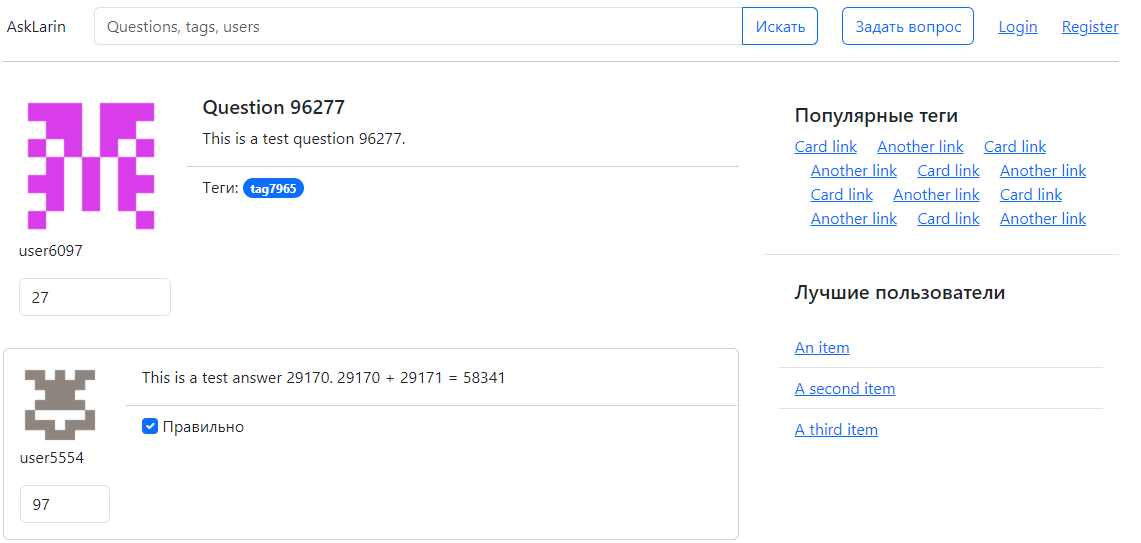 AskLarin Questions, tags, users Искать Задать вопрос Login Register
Question 96277
This is a test question 96277.
Теги: tag7965
user6097
27
This is a test answer 29170. 29170 + 29171 = 58341
Правильно
user5554
97
Популярные теги
Card link Another link Card link
Another link Card link Another link
Card link Another link Card link
Another link Card link Another link
Лучшие пользователи
An item
A second item
A third item